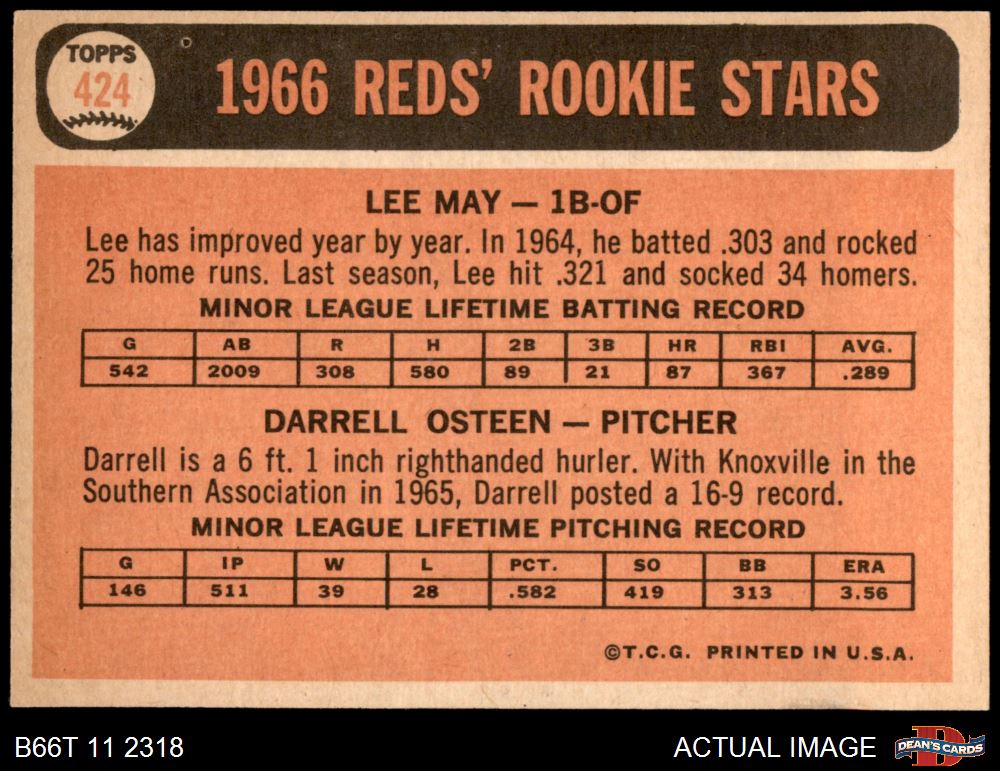 TOPPS
424
1966 REDS' ROOKIE STARS
LEE MAY — 1B-OF
Lee has improved year by year. In 1964, he batted .303 and rocked
25 home runs. Last season, Lee hit .321 and socked 34 homers.
MINOR LEAGUE LIFETIME BATTING RECORD
G AB R H 2B 3B HR RBI AVG.
542 2009 308 580 89 21 87 367 .289
DARRELL OSTEEN — PITCHER
Darrell is a 6 ft. 1 inch righthanded hurler. With Knoxville in the
Southern Association in 1965, Darrell posted a 16-9 record.
MINOR LEAGUE LIFETIME PITCHING RECORD
G IP W L PCT. SO BB ERA
146 511 39 28 .582 419 313 3.56
©T.C.G. PRINTED IN U.S.A.
B66T 11 2318
ACTUAL IMAGE
D
DEAN'S CARDS